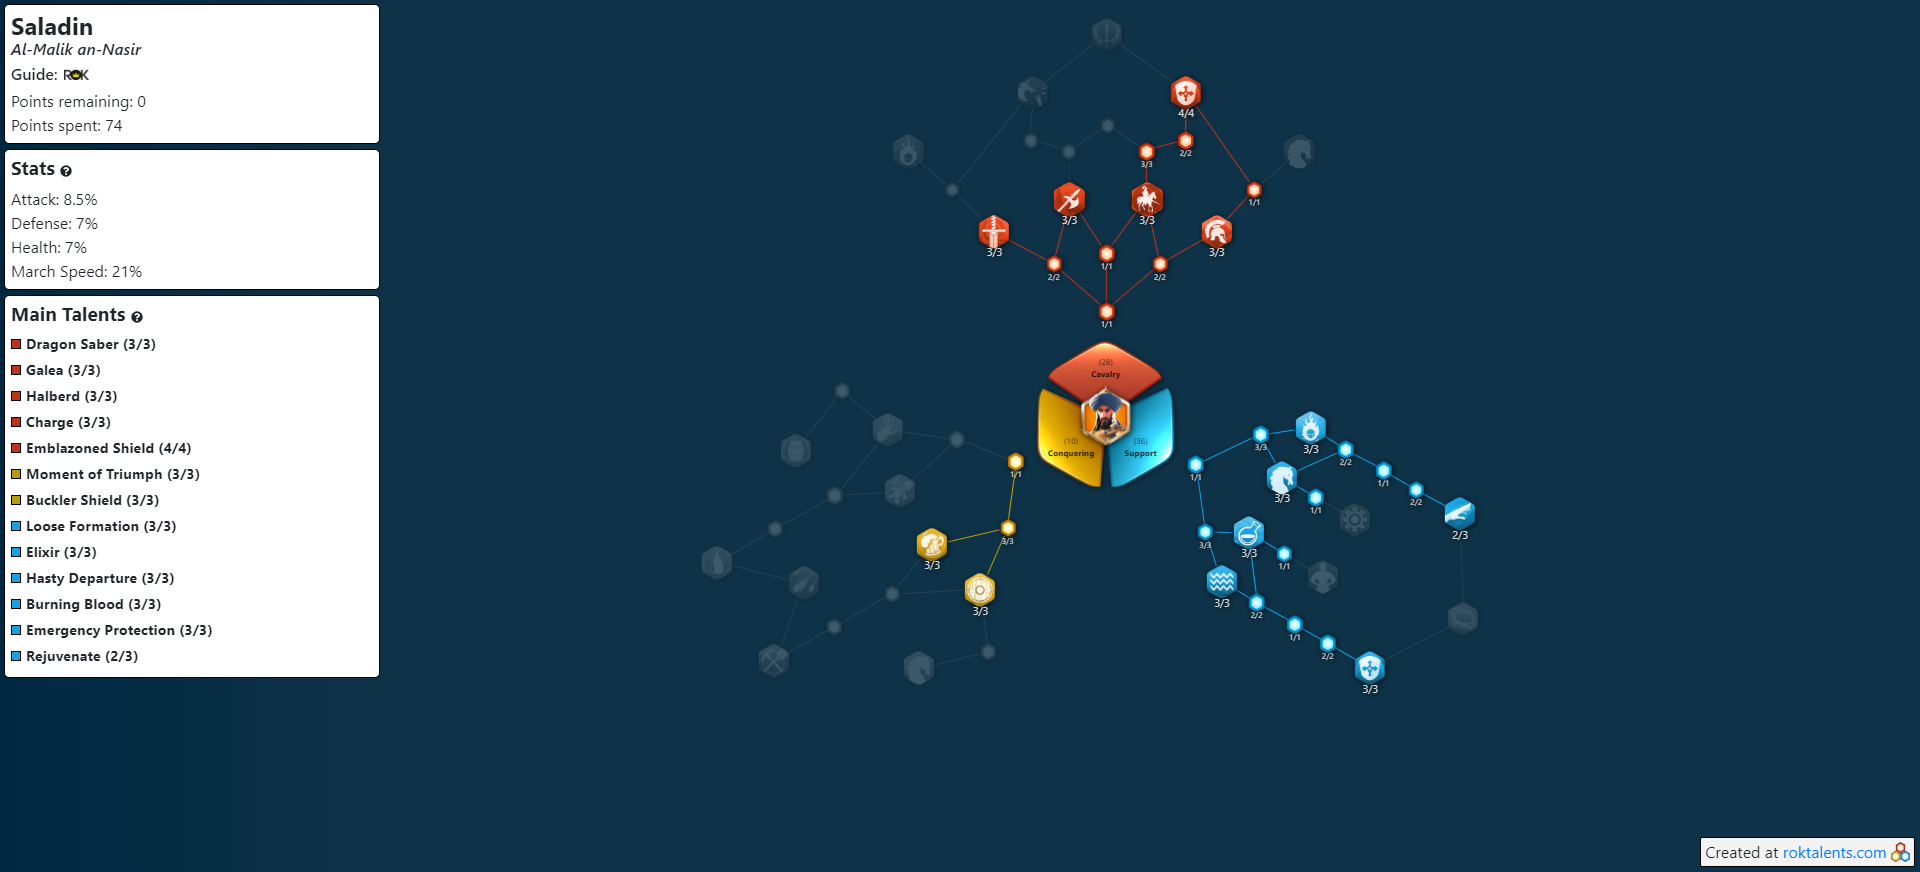 Saladin
Al-Malik an-Nasir
Guide: ROK
Points remaining: 0
Points spent: 74
Stats
Attack: 8.5%
Defense: 7%
Health: 7%
March Speed: 21%
Main Talents
Dragon Saber (3/3)
Galea (3/3)
Halberd (3/3)
Charge (3/3)
Emblazoned Shield (4/4)
Moment of Triumph (3/3)
Buckler Shield (3/3)
Loose Formation (3/3)
Elixir (3/3)
Hasty Departure (3/3)
Burning Blood (3/3)
Emergency Protection (3/3)
Rejuvenate (2/3)
4/4
2/2
3/3
1/1
3/3
3/3
3/3
3/3
2/2
1/1
2/2
1/1
(28)
Cavalry
(10)
Conquering
(36)
Support
1/1
3/3
3/3
3/3
1/1
3/3
3/3
2/2
1/1
2/2
2/3
3/3
1/1
3/3
3/3
1/1
3/3
2/2
1/1
2/2
3/3
Created at roktalents.com